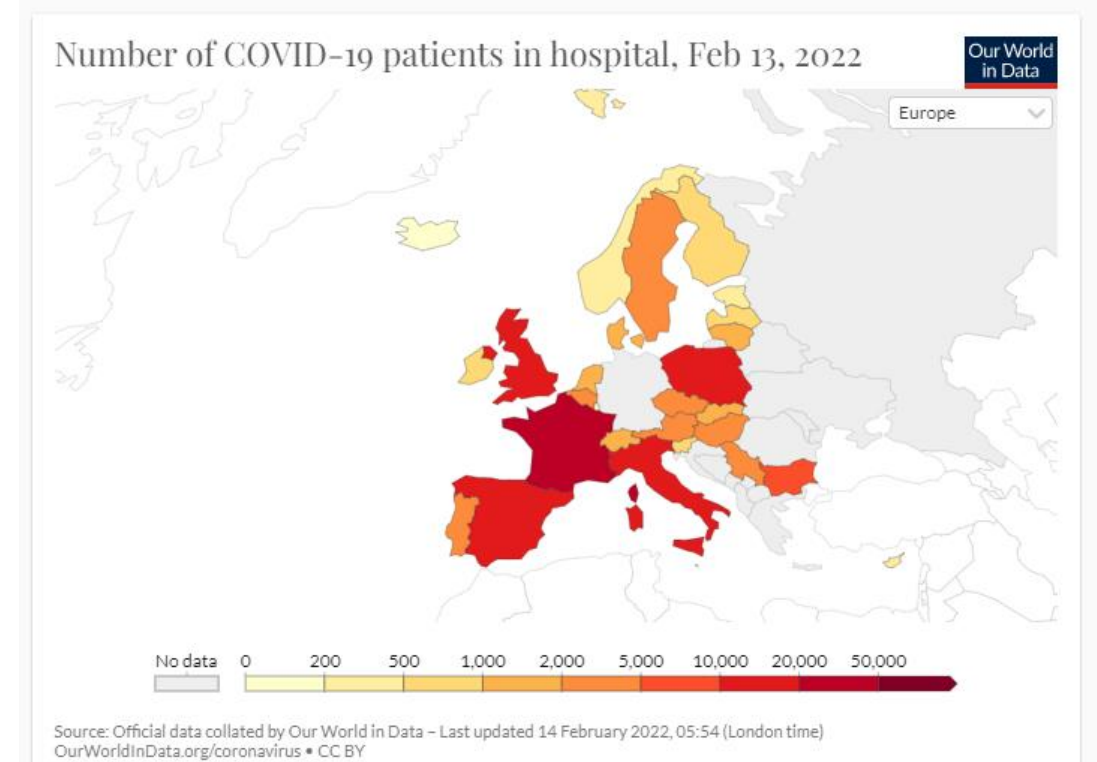 Number of COVID-19 patients in hospital, Feb 13, 2022
Our World
in Data
Europe
No data 0 200 500 1,000 2,000 5,000 10,000 20,000 50,000
Source: Official data collated by Our World in Data – Last updated 14 February 2022, 05:54 (London time)
OurWorldInData.org/coronavirus • CC BY